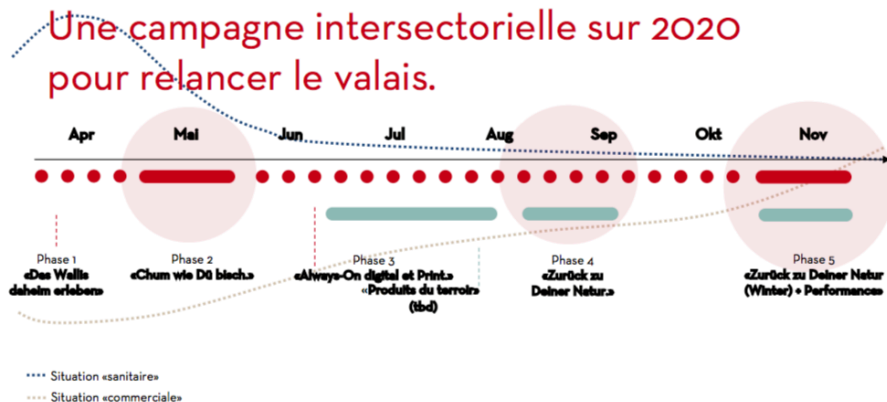 Une campagne intersectorielle sur 2020
pour relancer le valais.
Apr Mai Jun Jul Aug Sep Okt Nov
Phase 1
«Das Wallis
daheim erleben»
Phase 2
«Chum wie Dü bisch.»
Phase 3
«Always-On digital et Print.»
«Produits du terroir»
(tbd)
Phase 4
«Zurück zu
Deiner Natur.»
Phase 5
«Zurück zu Deiner Natur
(Winter) + Performance»
Situation «sanitaire»
Situation «commerciale»